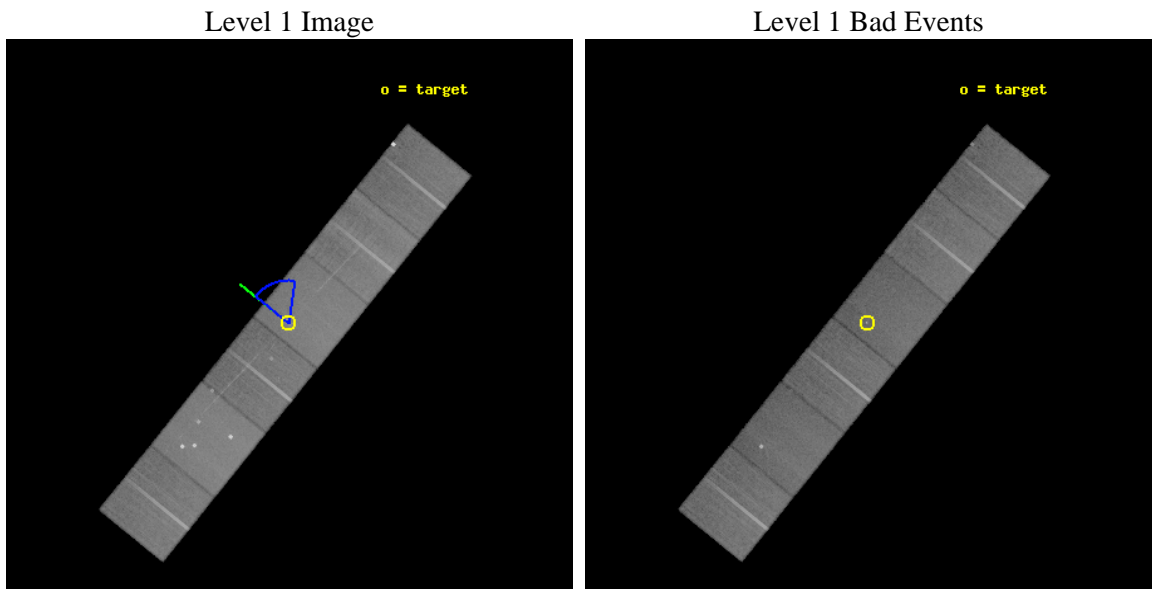 Level 1 Image
Level 1 Bad Events
o = target
o = target